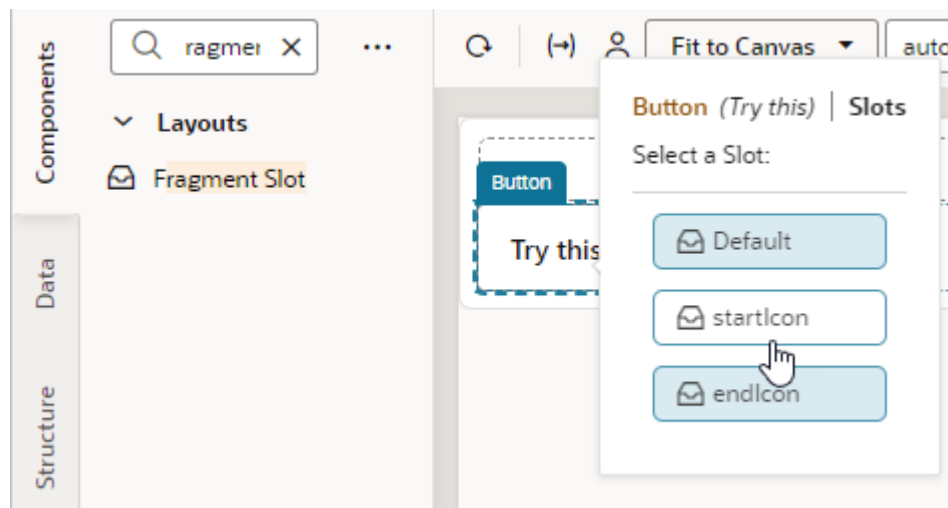 Components
Data
Structure
ragmer
Layouts
Fragment Slot
Fit to Canvas
auto
Button
Try this
Button (Try this) | Slots
Select a Slot:
Default
startIcon
endIcon